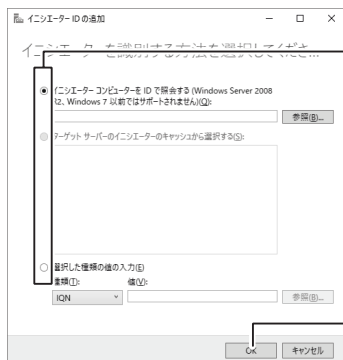 イニシエーター ID の追加
イニシエーターを識別する方法を選択してくださ...
イニシエーター コンピューターを ID で照会する (Windows Server 2008
R2、Windows 7 以前ではサポートされません)(Q):
参照(B)...
ターゲット サーバーのイニシエーターのキャッシュから選択する(S):
選択した種類の値の入力(E)
種類(T): 値(V):
IQN 参照(B)...
OK キャンセル